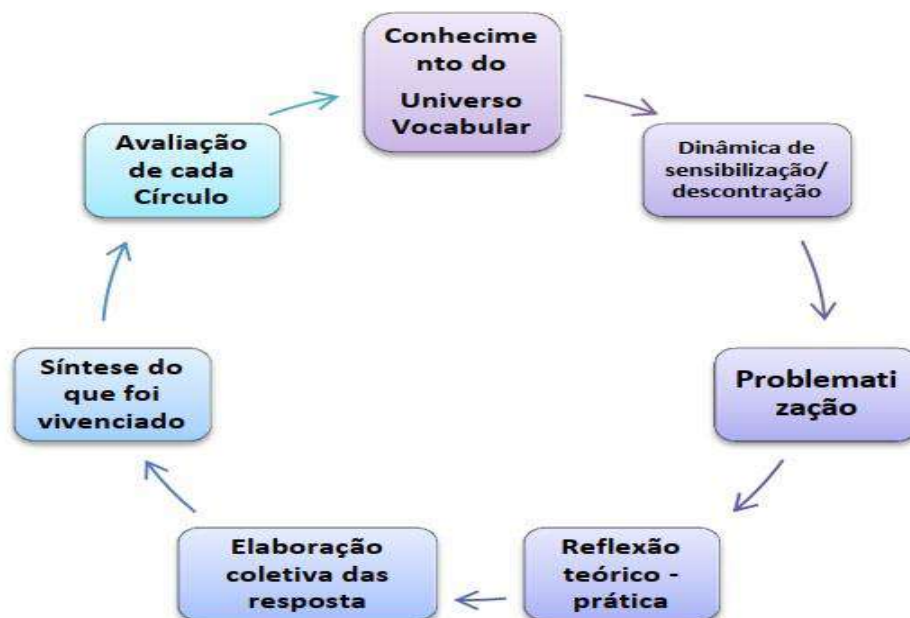 Conhecime
nto do
Universo
Vocabular
Dinâmica de
sensibilização/
descontração
Problemati
zação
Reflexão
teórico -
prática
Elaboração
coletiva das
resposta
Síntese do
que foi
vivenciado
Avaliação
de cada
Círculo